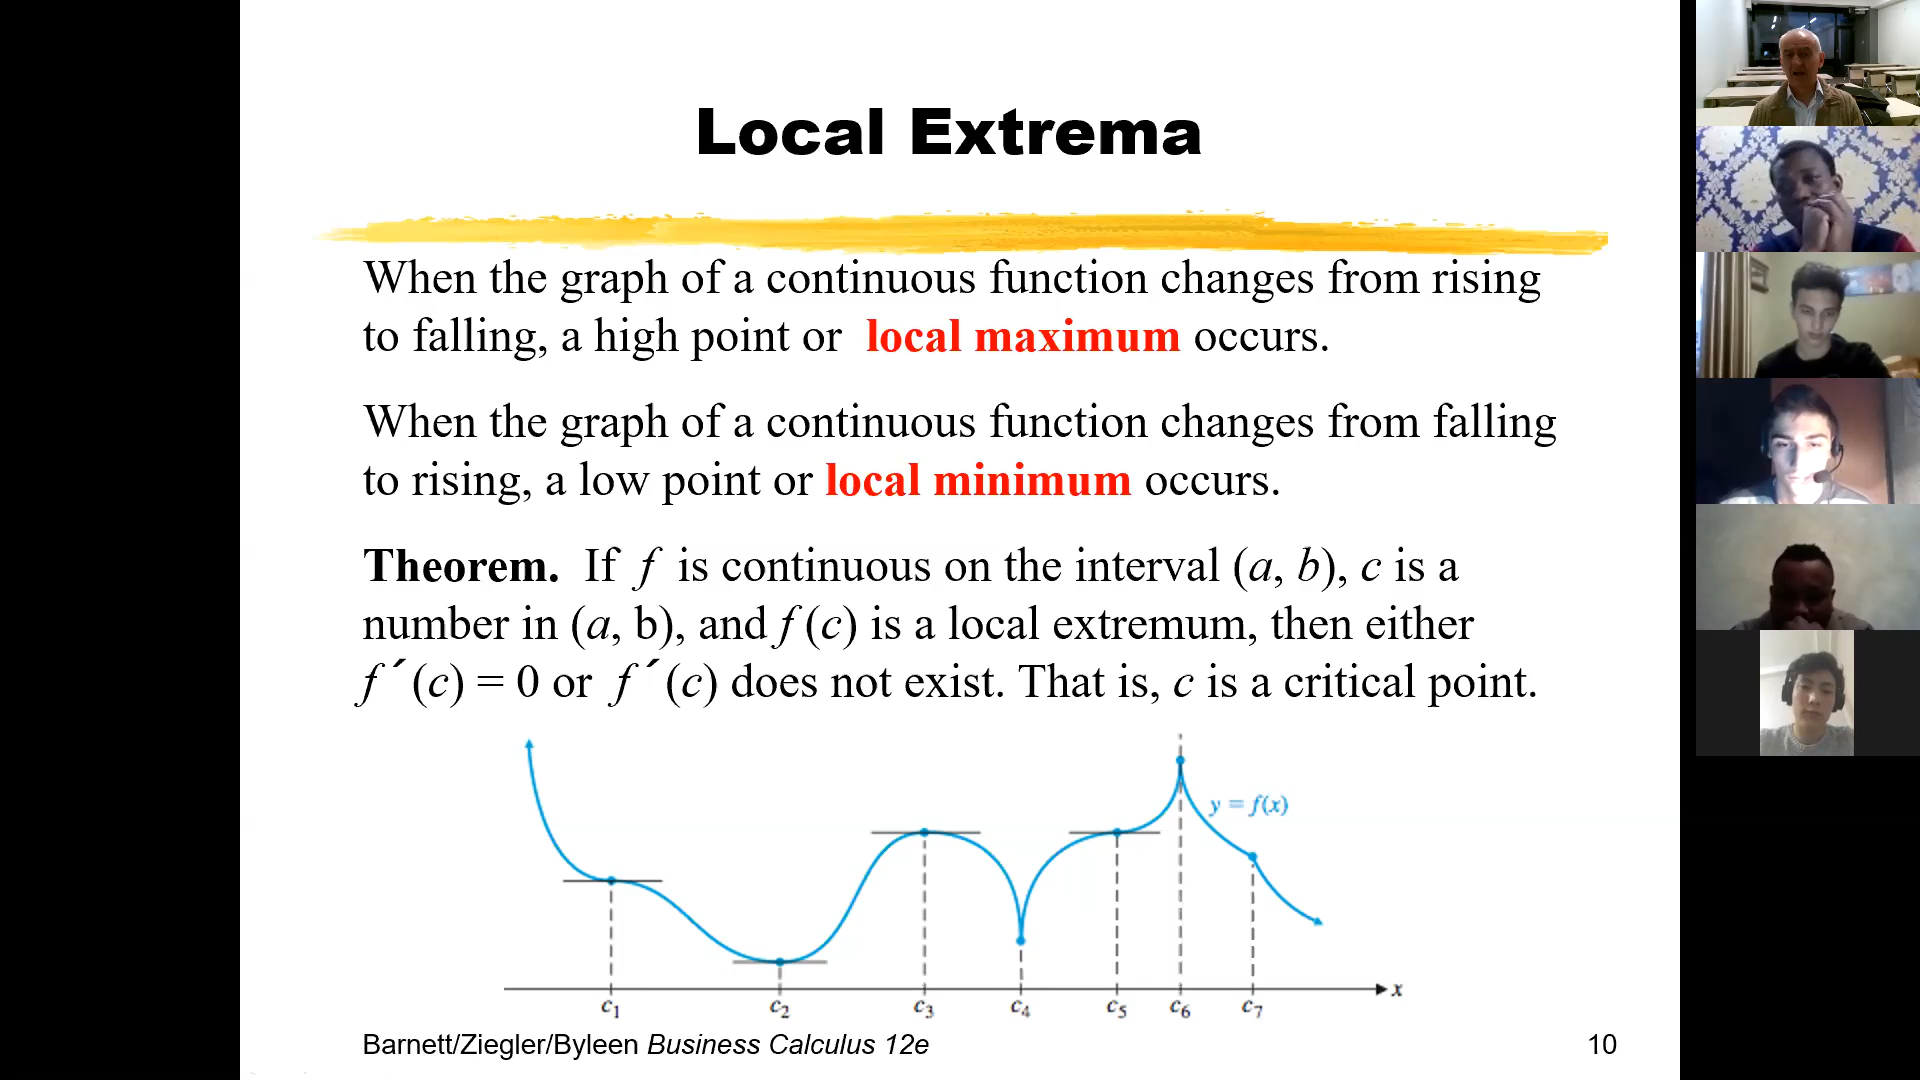 Local Extrema
When the graph of a continuous function changes from rising
to falling, a high point or local maximum occurs.
When the graph of a continuous function changes from falling
to rising, a low point or local minimum occurs.
Theorem. If f is continuous on the interval (a, b), c is a
number in (a, b), and f (c) is a local extremum, then either
f´(c) = 0 or f´(c) does not exist. That is, c is a critical point.
y = f(x)
x
c₁ c₂ c₃ c₄ c₅ c₆ c₇
Barnett/Ziegler/Byleen Business Calculus 12e 10